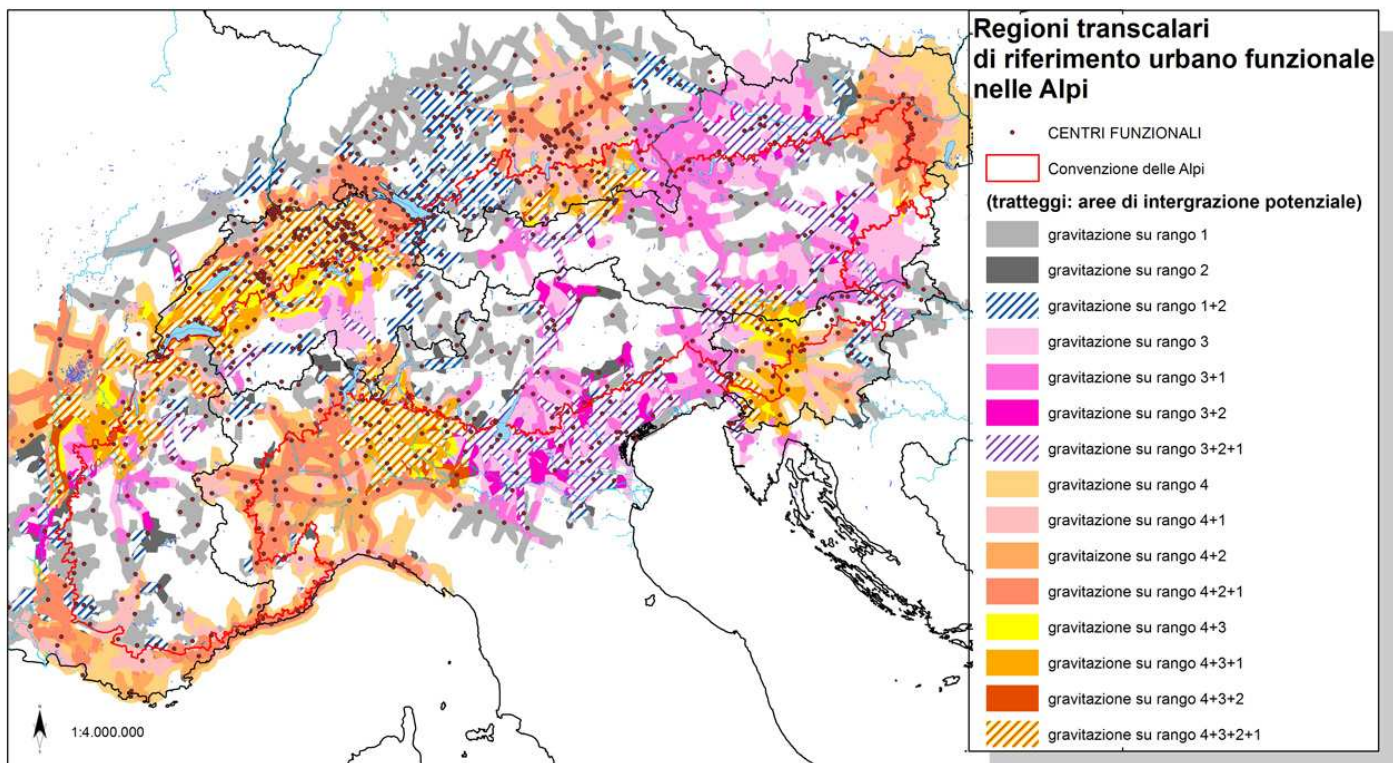 Regioni transcalari
di riferimento urbano funzionale
nelle Alpi
CENTRI FUNZIONALI
Convenzione delle Alpi
(tratteggi: aree di intergrazione potenziale)
gravitazione su rango 1
gravitazione su rango 2
gravitazione su rango 1+2
gravitazione su rango 3
gravitazione su rango 3+1
gravitazione su rango 3+2
gravitazione su rango 3+2+1
gravitazione su rango 4
gravitazione su rango 4+1
gravitaizone su rango 4+2
gravitazione su rango 4+2+1
gravitazione su rango 4+3
gravitazione su rango 4+3+1
gravitazione su rango 4+3+2
gravitazione su rango 4+3+2+1
1:4.000.000